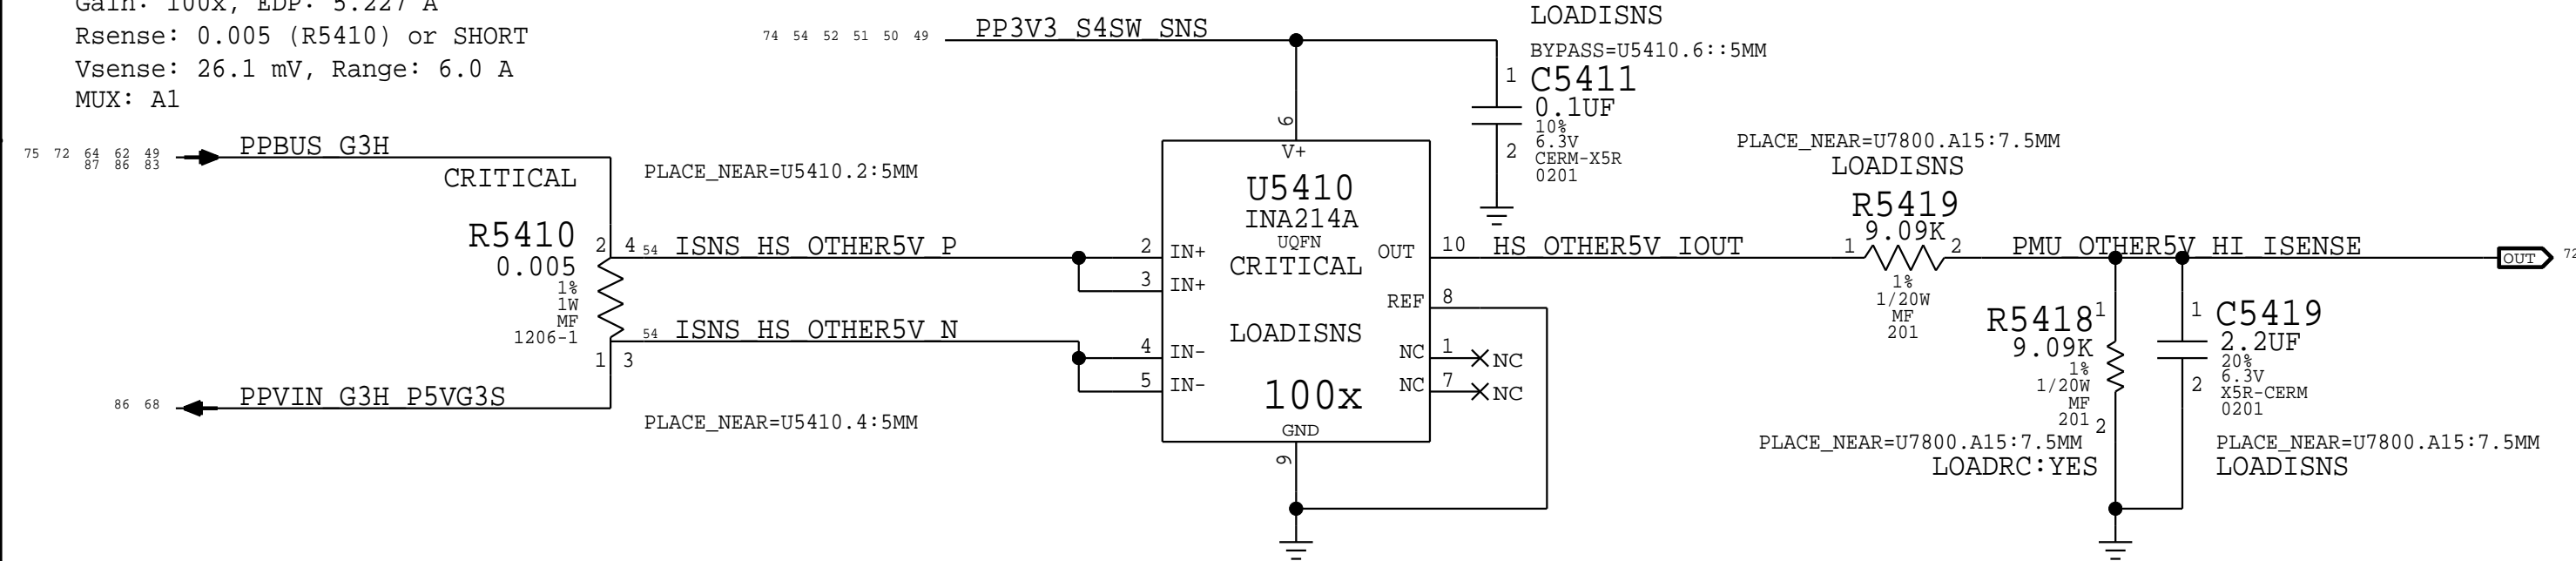 Gain: 100x, EDP: 5.227 A
Rsense: 0.005 (R5410) or SHORT
Vsense: 26.1 mV, Range: 6.0 A
MUX: A1
74 54 52 51 50 49
PP3V3_S4SW_SNS
LOADISNS
BYPASS=U5410.6::5MM
1
C5411
0.1UF
10%
6.3V
CERM-X5R
0201
2
75 72 64 62 49
87 86 83
PPBUS_G3H
CRITICAL
PLACE_NEAR=U5410.2:5MM
R5410
0.005
1%
1W
MF
1206-1
2 4
1 3
54 ISNS_HS_OTHER5V_P
54 ISNS_HS_OTHER5V_N
86 68
PPVIN_G3H_P5VG3S
PLACE_NEAR=U5410.4:5MM
6
V+
U5410
INA214A
UQFN
CRITICAL
LOADISNS
100x
GND
9
2 IN+
3 IN+
4 IN-
5 IN-
OUT 10
REF 8
NC 1 NC
NC 7 NC
HS_OTHER5V_IOUT
PLACE_NEAR=U7800.A15:7.5MM
LOADISNS
R5419
9.09K
1 2
1%
1/20W
MF
201
PMU_OTHER5V_HI_ISENSE
OUT
72
R5418
9.09K
1%
1/20W
MF
201
1
2
PLACE_NEAR=U7800.A15:7.5MM
LOADRC:YES
1
C5419
2.2UF
20%
6.3V
X5R-CERM
0201
2
PLACE_NEAR=U7800.A15:7.5MM
LOADISNS